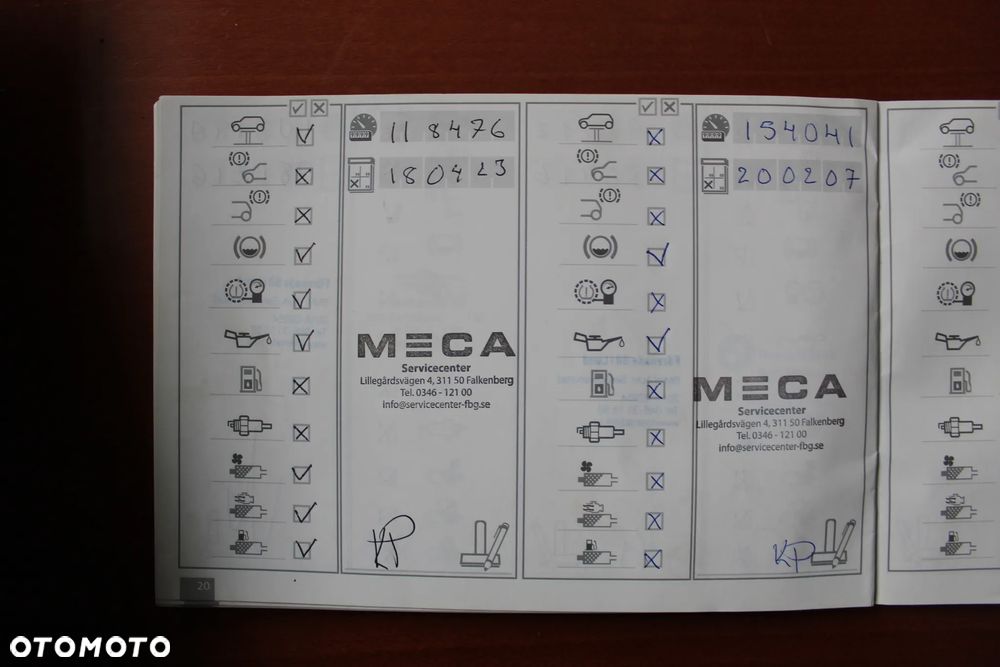 118476
180423
MECA
Servicecenter
Lillegårdsvägen 4, 311 50 Falkenberg
Tel. 0346 - 121 00
info@servicecenter-fbg.se
KP
154041
200207
MECA
Servicecenter
Lillegårdsvägen 4, 311 50 Falkenberg
Tel. 0346 - 121 00
info@servicecenter-fbg.se
KP
20
OTOMOTO